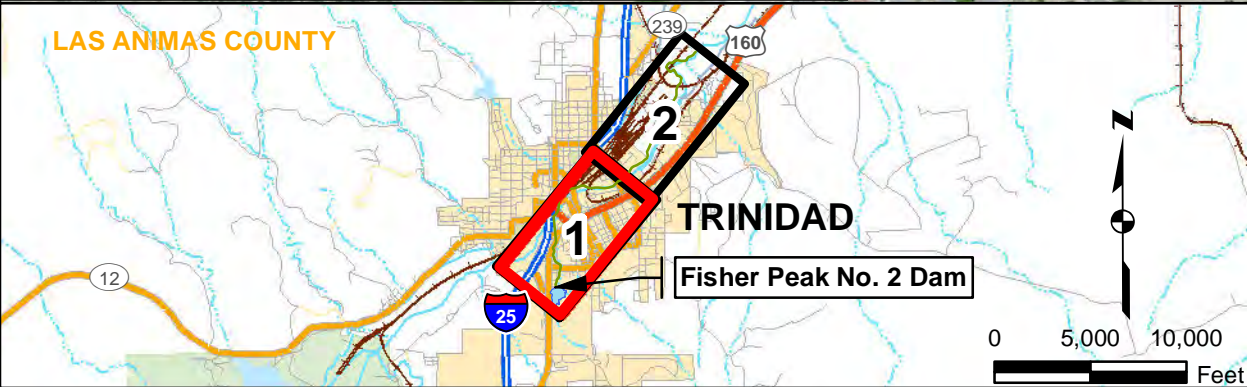 LAS ANIMAS COUNTY
239
160
2
TRINIDAD
1
Fisher Peak No. 2 Dam
12
25
N
0 5,000 10,000
Feet